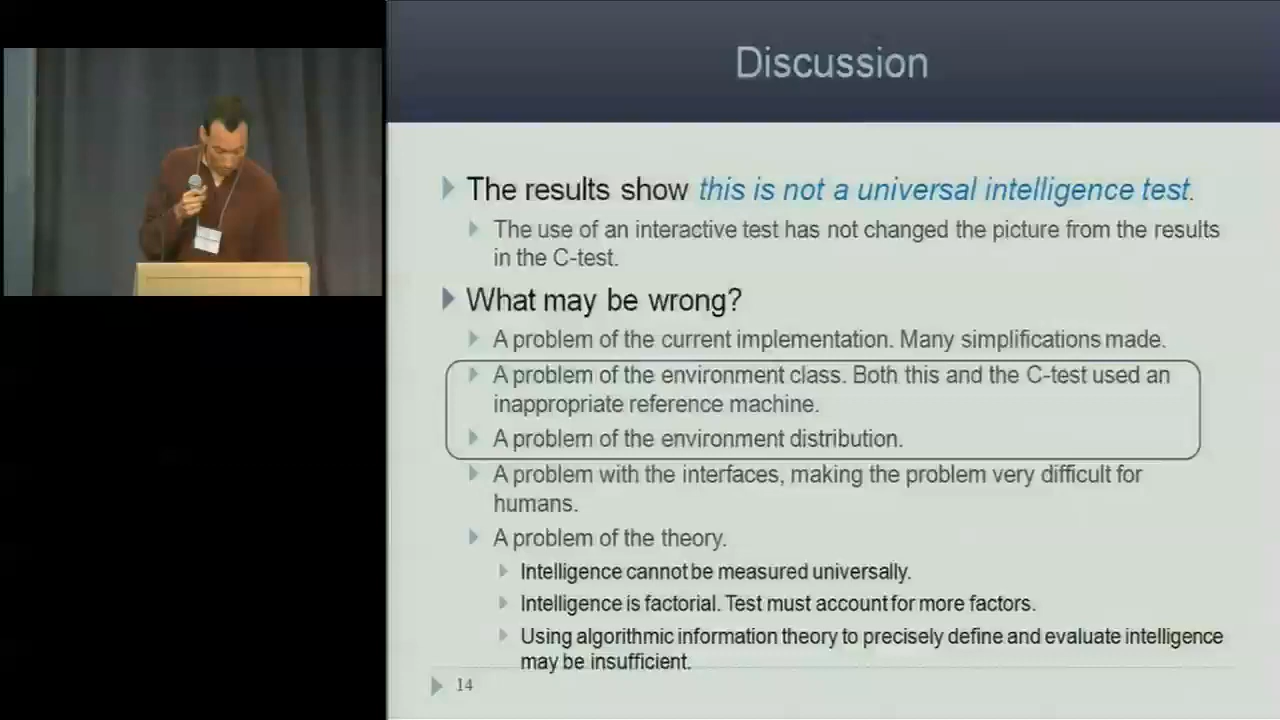 Discussion
The results show this is not a universal intelligence test.
The use of an interactive test has not changed the picture from the results
in the C-test.
What may be wrong?
A problem of the current implementation. Many simplifications made.
A problem of the environment class. Both this and the C-test used an
inappropriate reference machine.
A problem of the environment distribution.
A problem with the interfaces, making the problem very difficult for
humans.
A problem of the theory.
Intelligence cannot be measured universally.
Intelligence is factorial. Test must account for more factors.
Using algorithmic information theory to precisely define and evaluate intelligence
may be insufficient.
14